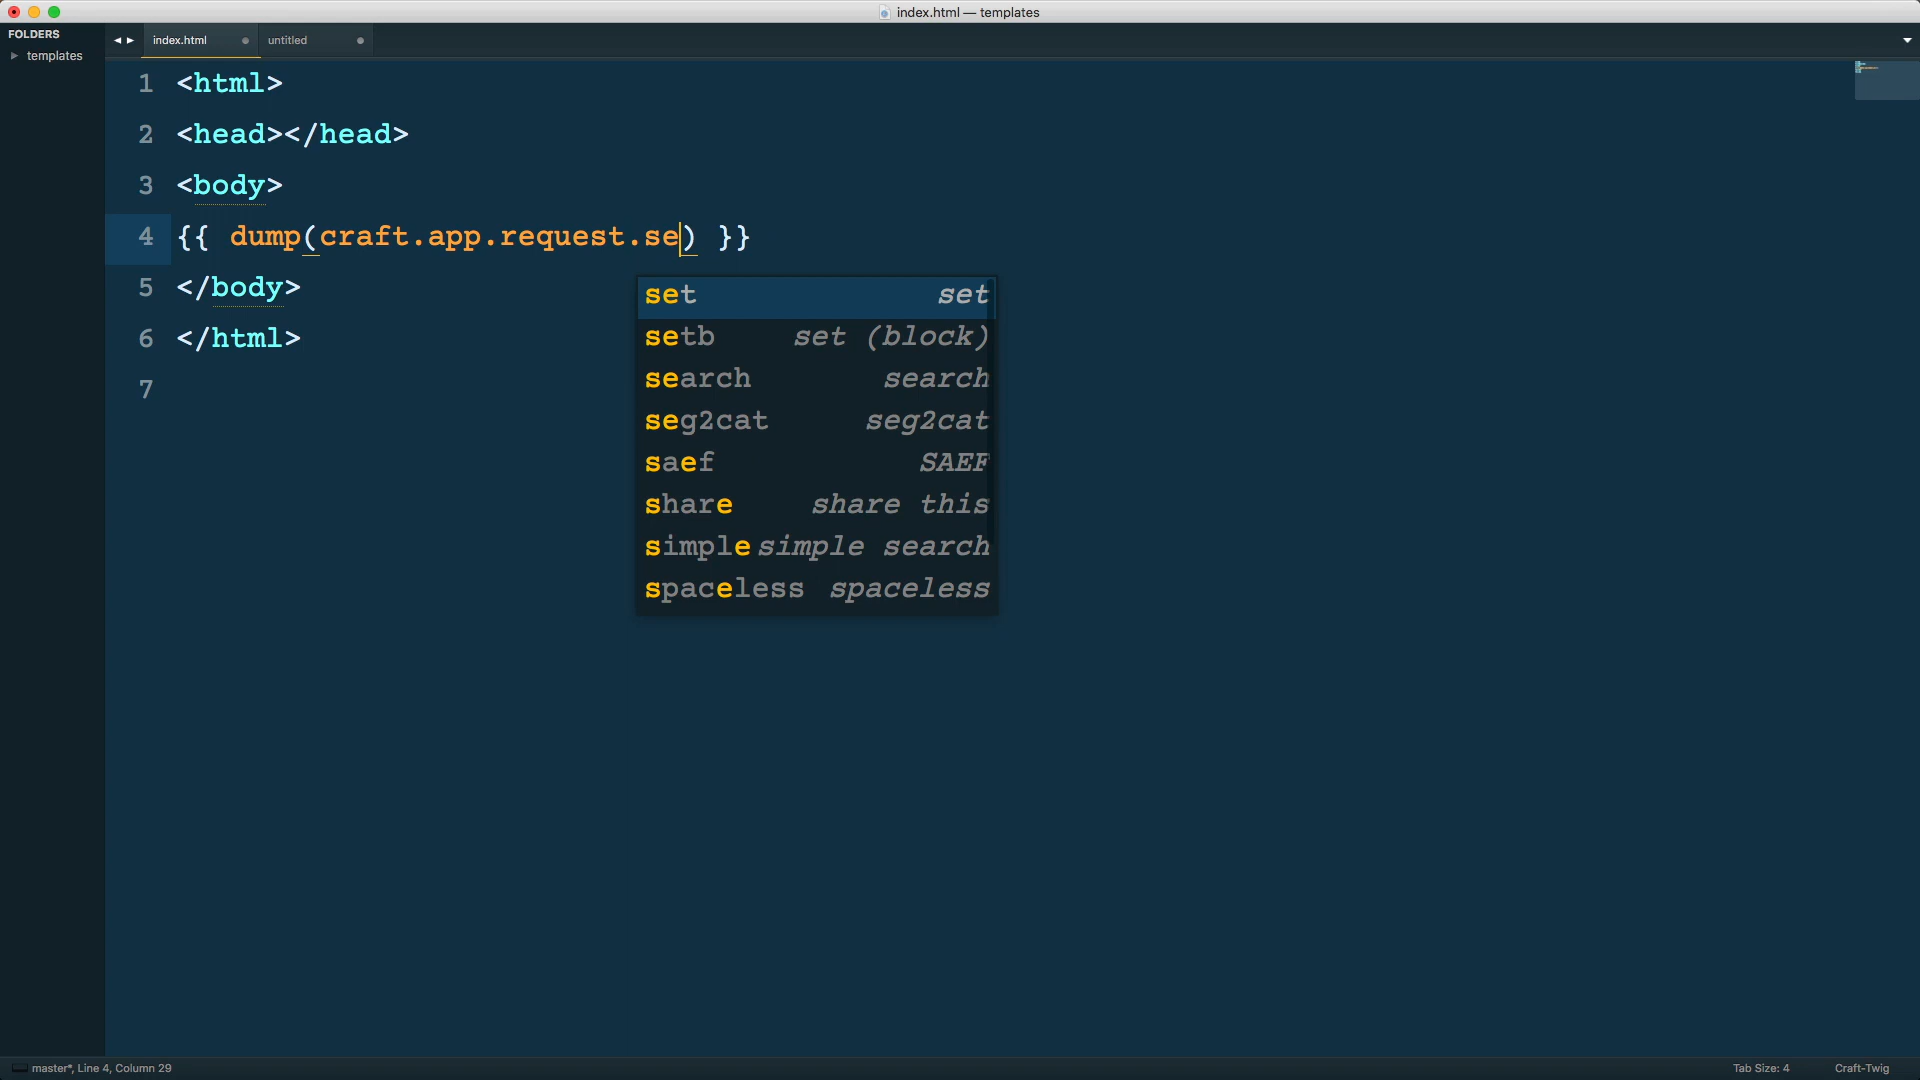 index.html — templates
FOLDERS
templates
index.html
untitled
1 <html>
2 <head></head>
3 <body>
4 {{ dump(craft.app.request.se) }}
5 </body>
6 </html>
7
set set
setb set (block)
search search
seg2cat seg2cat
saef SAEF
share share this
simple simple search
spaceless spaceless
master*, Line 4, Column 29
Tab Size: 4
Craft-Twig